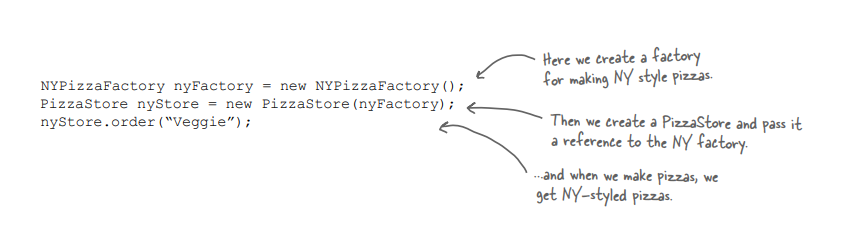 NYPizzaFactory nyFactory = new NYPizzaFactory();
PizzaStore nyStore = new PizzaStore(nyFactory);
nyStore.order(“Veggie”);
Here we create a factory
for making NY style pizzas.
Then we create a PizzaStore and pass it
a reference to the NY factory.
...and when we make pizzas, we
get NY-styled pizzas.